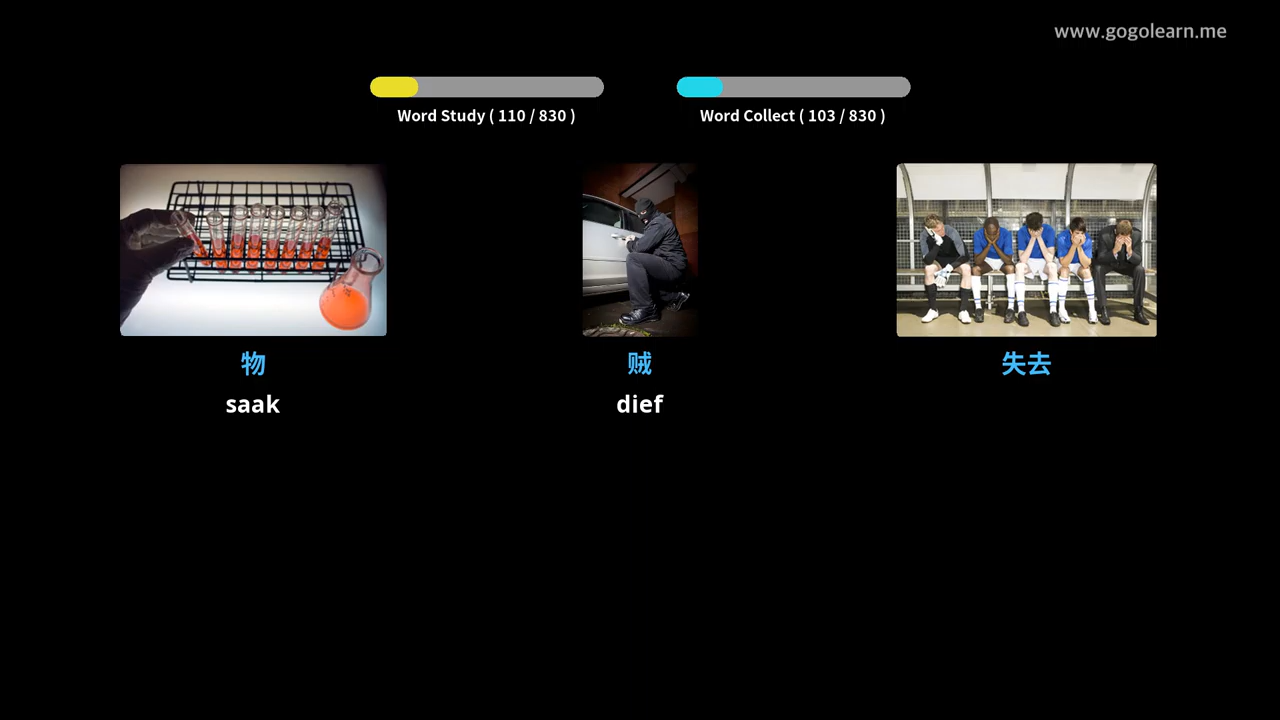 www.gogolearn.me
Word Study ( 110 / 830 )
Word Collect ( 103 / 830 )
物
贼
失去
saak
dief